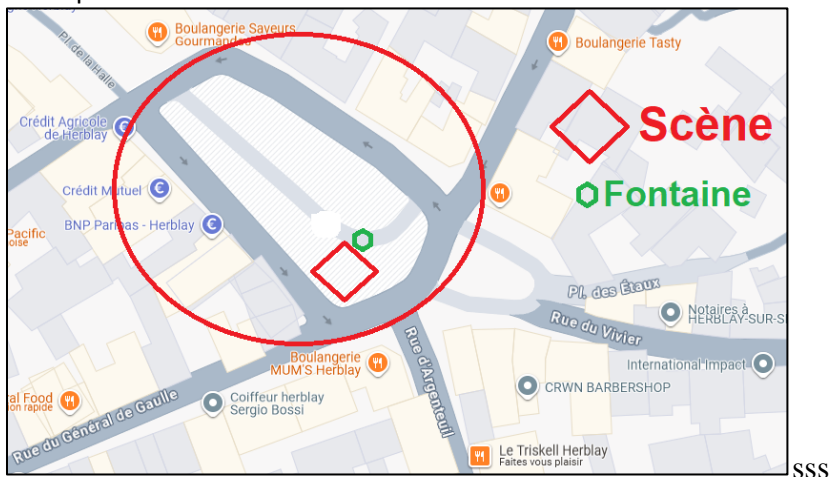 Boulangerie Saveurs
Gourmandes
Boulangerie Tasty
Pl. de la Halle
Crédit Agricole
de Herblay
Scène
Crédit Mutuel
Fontaine
BNP Paribas - Herblay
Pacific
oise
Pl. des Étaux
Notaires à
HERBLAY-SUR-S
Rue du Vivier
Boulangerie
MUM'S Herblay
International Impact
Rue d'Argenteuil
CRWN BARBERSHOP
al Food
on rapide
Coiffeur herblay
Sergio Bossi
Rue du Général de Gaulle
Le Triskell Herblay
Faites vous plaisir
sss